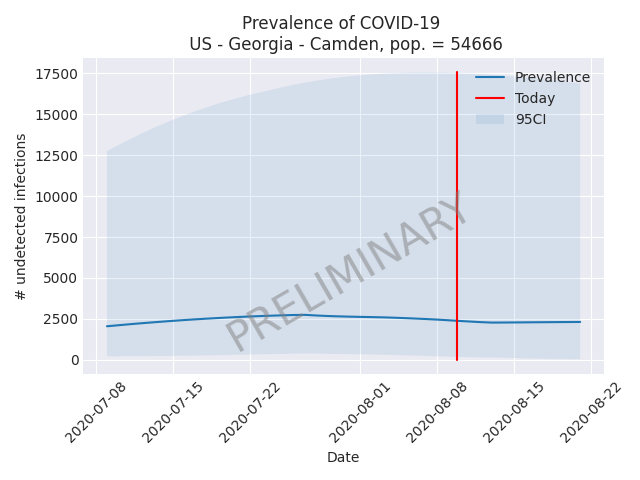 Prevalence of COVID-19
US - Georgia - Camden, pop. = 54666
17500
15000
12500
10000
7500
5000
2500
0
# undetected infections
Prevalence
Today
95CI
PRELIMINARY
2020-07-08
2020-07-15
2020-07-22
2020-08-01
2020-08-08
2020-08-15
2020-08-22
Date